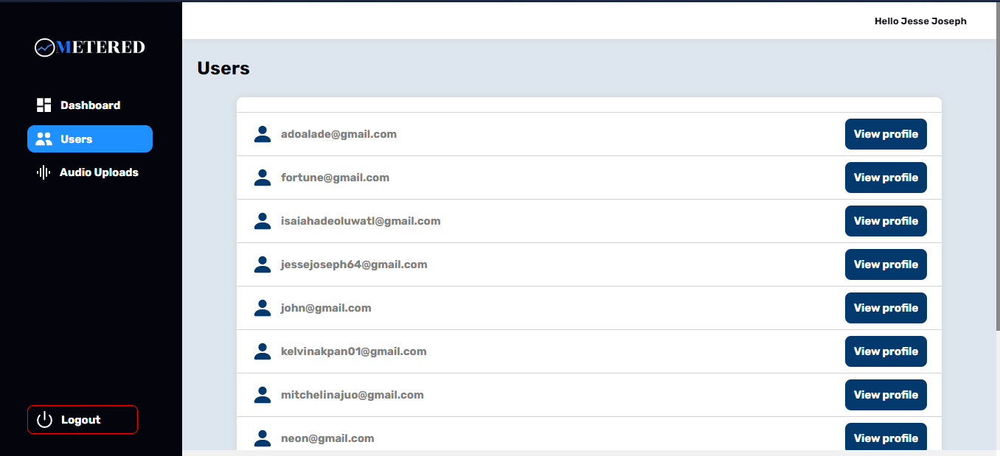 Hello Jesse Joseph
METERED
Users
Dashboard
Users
Audio Uploads
adoalade@gmail.com View profile
fortune@gmail.com View profile
isaiahadeoluwatl@gmail.com View profile
jessejoseph64@gmail.com View profile
john@gmail.com View profile
kelvinakpan01@gmail.com View profile
mitchelinajuo@gmail.com View profile
neon@gmail.com View profile
Logout